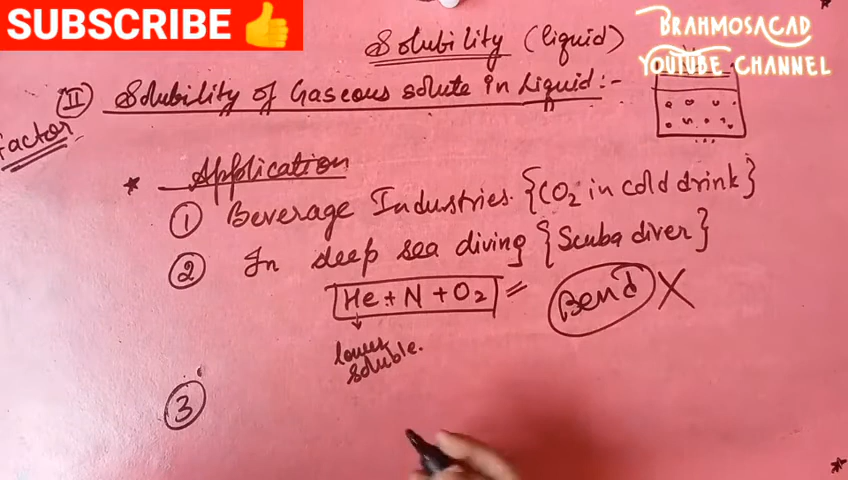 SUBSCRIBE
BRAHMOSACAD
YOUTUBE CHANNEL
Solubility (liquid)
II Solubility of Gaseous solute in Liquid:-
Factor
* Application
1 Beverage Industries. {CO2 in cold drink}
2 In deep sea diving {Scuba diver}
He + N + O2 = Bend X
lower
soluble.
3